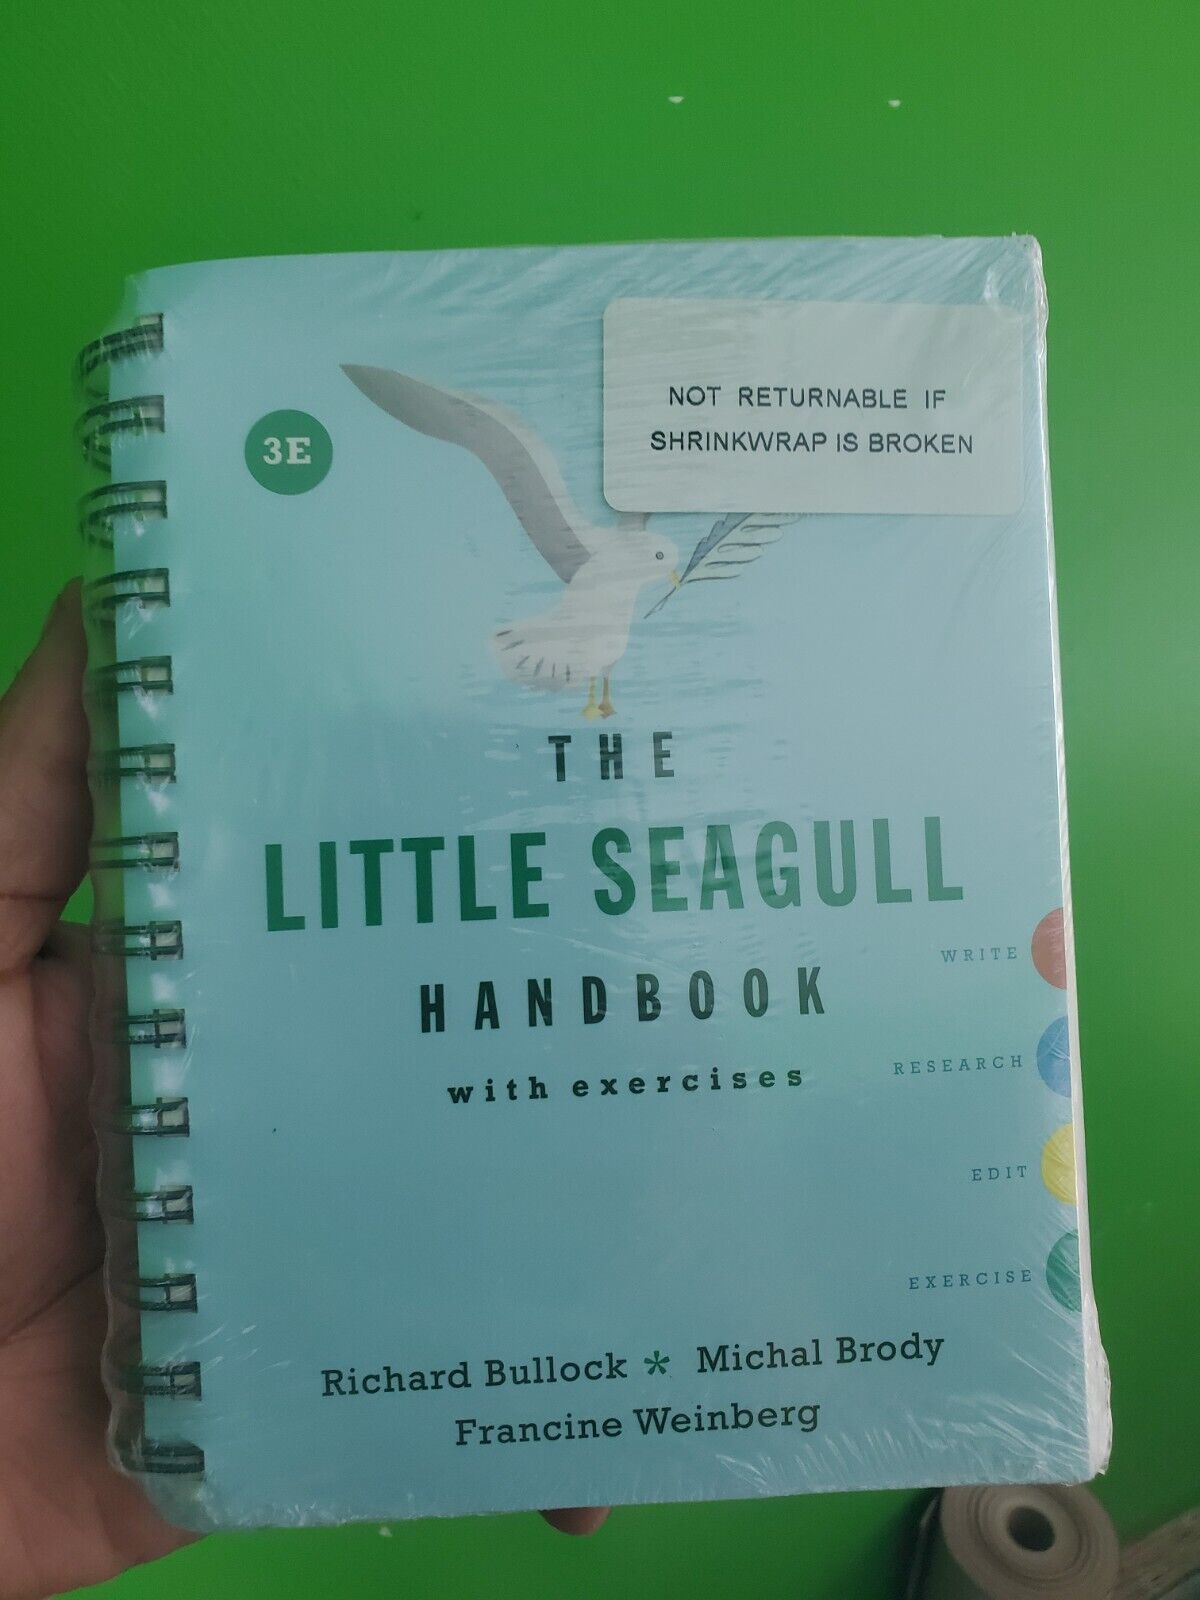 NOT RETURNABLE IF
SHRINKWRAP IS BROKEN
3E
THE
LITTLE SEAGULL
HANDBOOK
with exercises
WRITE
RESEARCH
EDIT
EXERCISE
Richard Bullock * Michal Brody
Francine Weinberg